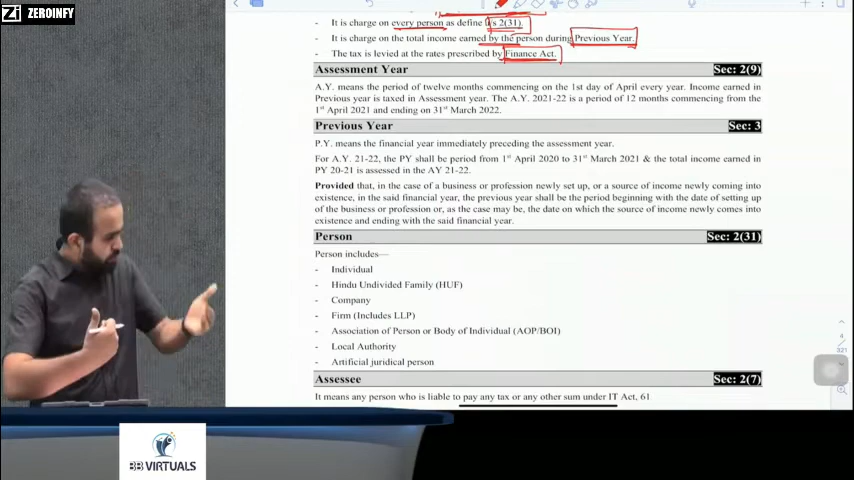 ZEROINFY
- It is charge on every person as define u/s 2(31).
- It is charge on the total income earned by the person during Previous Year.
- The tax is levied at the rates prescribed by Finance Act.
Assessment Year Sec: 2(9)
A.Y. means the period of twelve months commencing on the 1st day of April every year. Income earned in
Previous year is taxed in Assessment year. The A.Y. 2021-22 is a period of 12 months commencing from the
1st April 2021 and ending on 31st March 2022.
Previous Year Sec: 3
P.Y. means the financial year immediately preceding the assessment year.
For A.Y. 21-22, the PY shall be period from 1st April 2020 to 31st March 2021 & the total income earned in
PY 20-21 is assessed in the AY 21-22.
Provided that, in the case of a business or profession newly set up, or a source of income newly coming into
existence, in the said financial year, the previous year shall be the period beginning with the date of setting up
of the business or profession or, as the case may be, the date on which the source of income newly comes into
existence and ending with the said financial year.
Person Sec: 2(31)
Person includes—
- Individual
- Hindu Undivided Family (HUF)
- Company
- Firm (Includes LLP)
- Association of Person or Body of Individual (AOP/BOI)
- Local Authority
- Artificial juridical person
Assessee Sec: 2(7)
It means any person who is liable to pay any tax or any other sum under IT Act, 61
4
321
BB VIRTUALS